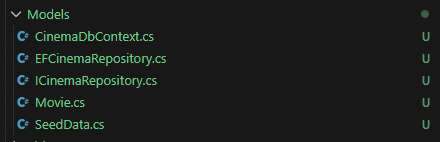 Models
C# CinemaDbContext.cs U
C# EFCinemaRepository.cs U
C# ICinemaRepository.cs U
C# Movie.cs U
C# SeedData.cs U